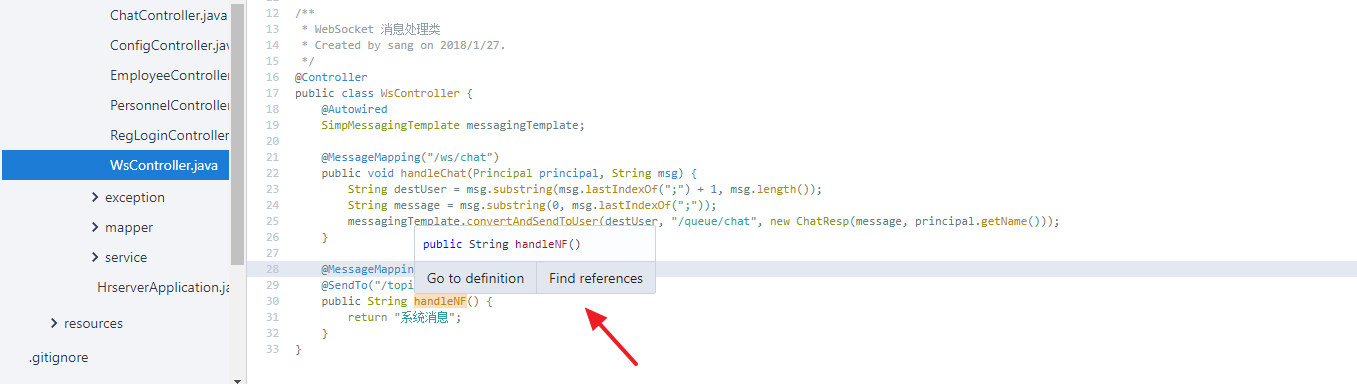 ChatController.java
ConfigController.jav
EmployeeController
PersonnelController
RegLoginController
WsController.java
exception
mapper
service
HrserverApplication.ja
resources
.gitignore
12 /**
13 * WebSocket 消息处理类
14 * Created by sang on 2018/1/27.
15 */
16 @Controller
17 public class WsController {
18 @Autowired
19 SimpMessagingTemplate messagingTemplate;
20
21 @MessageMapping("/ws/chat")
22 public void handleChat(Principal principal, String msg) {
23 String destUser = msg.substring(msg.lastIndexOf(";") + 1, msg.length());
24 String message = msg.substring(0, msg.lastIndexOf(";"));
25 messagingTemplate.convertAndSendToUser(destUser, "/queue/chat", new ChatResp(message, principal.getName()));
26 }
public String handleNF()
27
Go to definition Find references
28 @MessageMappin
29 @SendTo("/topi
30 public String handleNF() {
31 return "系统消息";
32 }
33 }